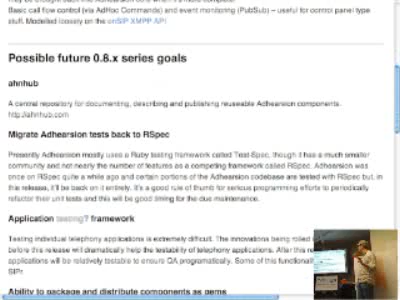 Basic call flow control (via AdHoc Commands) and event monitoring (PubSub) – useful for control panel type
stuff. Modelled loosely on the onSIP XMPP API
Possible future 0.8.x series goals
ahnhub
A central repository for documenting, describing and publishing reuseable Adhearsion components.
http://ahnhub.com
Migrate Adhearsion tests back to RSpec
Presently Adhearsion mostly uses a Ruby testing framework called Test-Spec, though it has a much smaller
community and not nearly the number of features as a competing framework called RSpec. Adhearsion was
once on RSpec quite a while ago and certain portions of the Adhearsion codebase are tested with RSpec but, in
this release, it'll be back on it entirely. It's a good rule of thumb for serious programming efforts to periodically
refactor their unit tests and this will be good timing for the due maintenance.
Application testing? framework
Testing individual telephony applications is extremely difficult. The innovations being rolled
before this release will dramatically help the testability of telephony applications. After this
applications will be relatively testable to ensure QA programatically. Some of this
SIPr
Ability to package and distribute components as gems